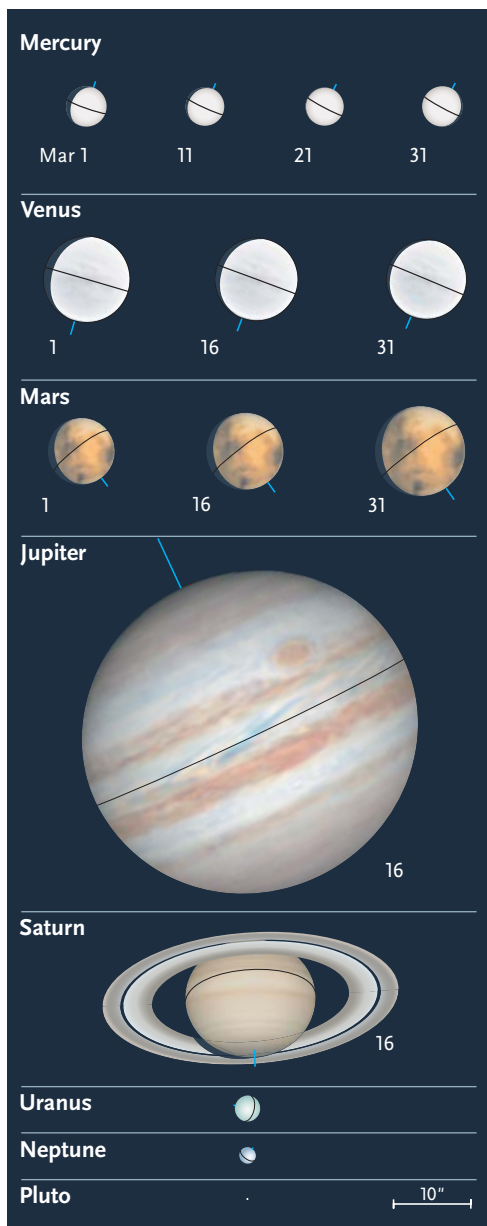 Mercury
Mar 1 11 21 31
Venus
1 16 31
Mars
1 16 31
Jupiter
16
Saturn
16
Uranus
Neptune
Pluto 10"